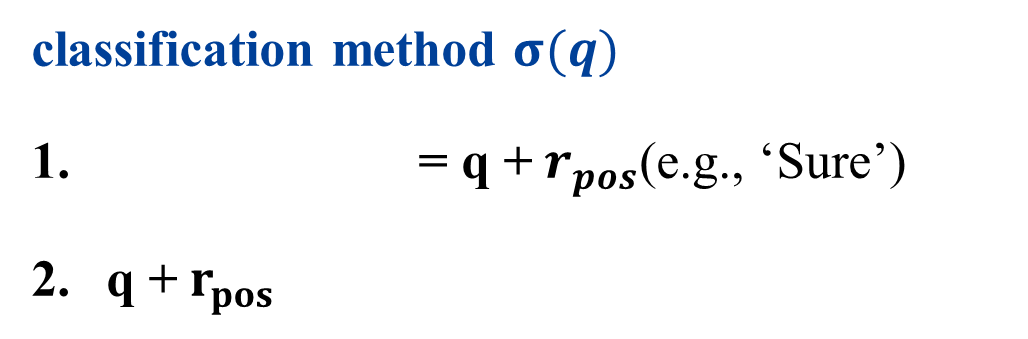 classification method σ(q)
1. = q + r_pos(e.g., ‘Sure’)
2. q + r_pos